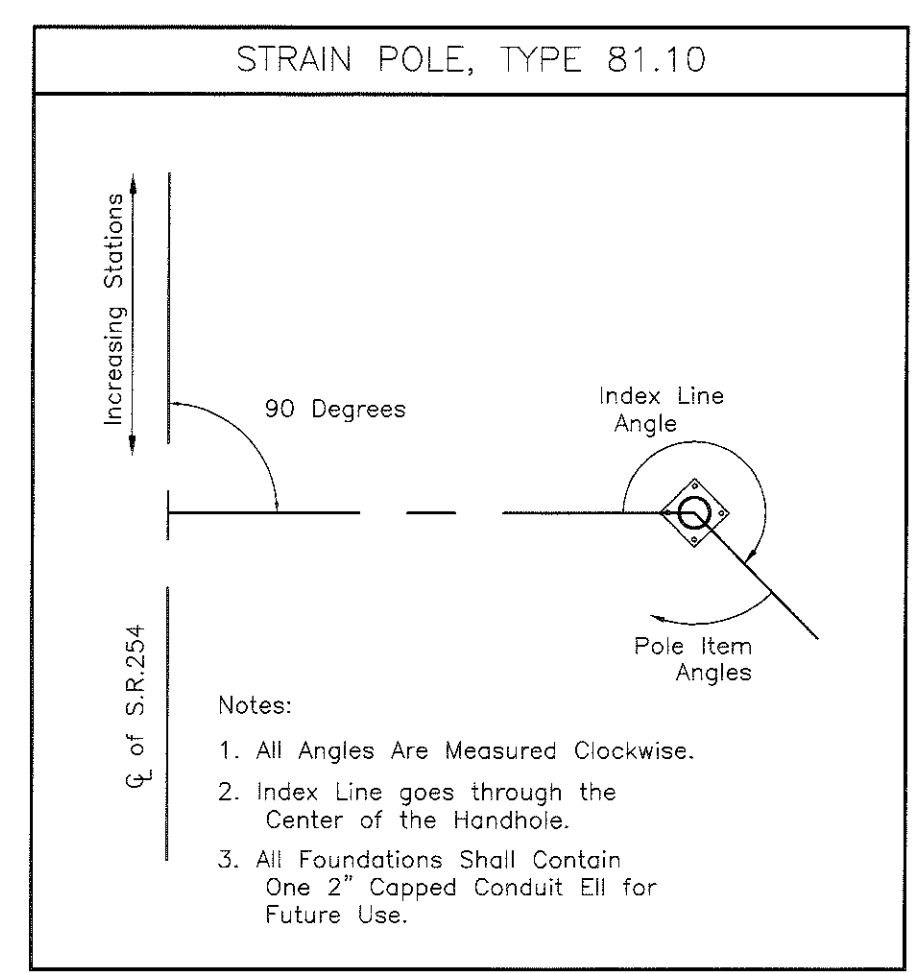 STRAIN POLE, TYPE 81.10
Increasing Stations
90 Degrees
Index Line
Angle
Pole Item
Angles
℄ of S.R.254
Notes:
1. All Angles Are Measured Clockwise.
2. Index Line goes through the
Center of the Handhole.
3. All Foundations Shall Contain
One 2" Capped Conduit Ell for
Future Use.